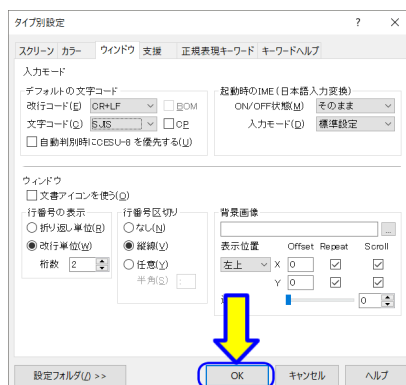 タイプ別設定 ? ×
スクリーン カラー ウィンドウ 支援 正規表現キーワード キーワードヘルプ
入力モード
デフォルトの文字コード
改行コード(E) CR+LF BOM
文字コード(C) SJIS CP
自動判別時にCESU-8を優先する(U)
起動時のIME(日本語入力変換)
ON/OFF状態(M) そのまま
入力モード(D) 標準設定
ウィンドウ
文書アイコンを使う(O)
行番号の表示
折り返し単位(R)
改行単位(W)
桁数 2
行番号区切り
なし(N)
縦線(V)
任意(Y)
半角(S) :
背景画像
...
表示位置 Offset Repeat Scroll
左上 X 0
Y 0
0
設定フォルダ(/) >> OK キャンセル ヘルプ